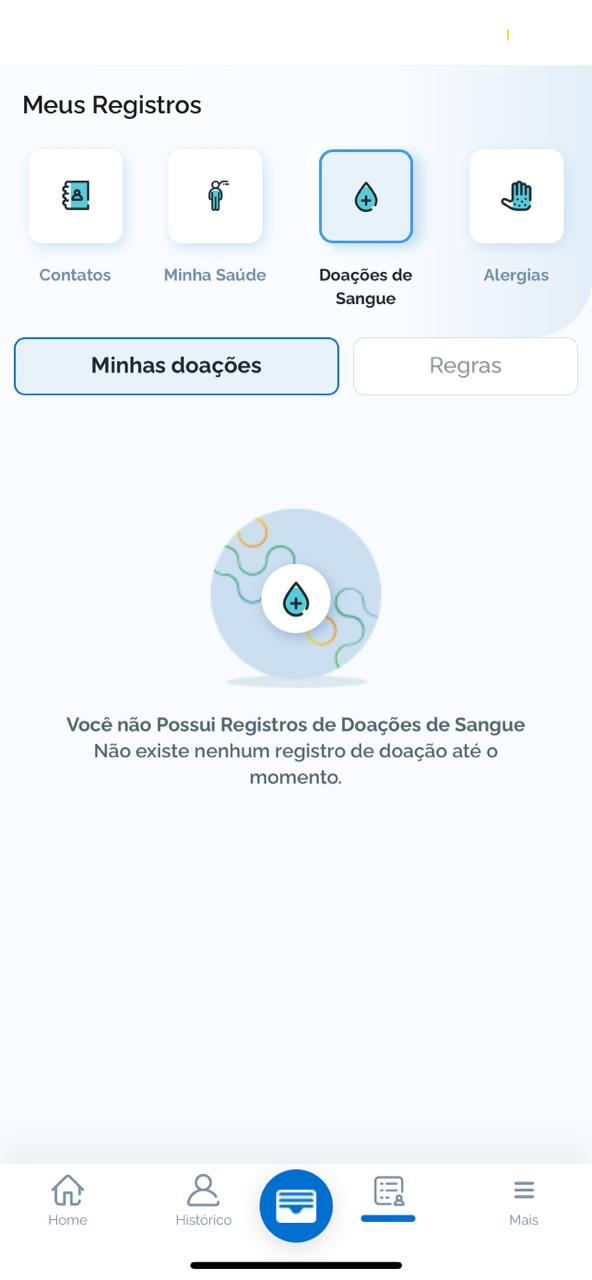 Meus Registros
Contatos
Minha Saúde
Doações de
Sangue
Alergias
Minhas doações
Regras
Você não Possui Registros de Doações de Sangue
Não existe nenhum registro de doação até o
momento.
Home
Histórico
Mais